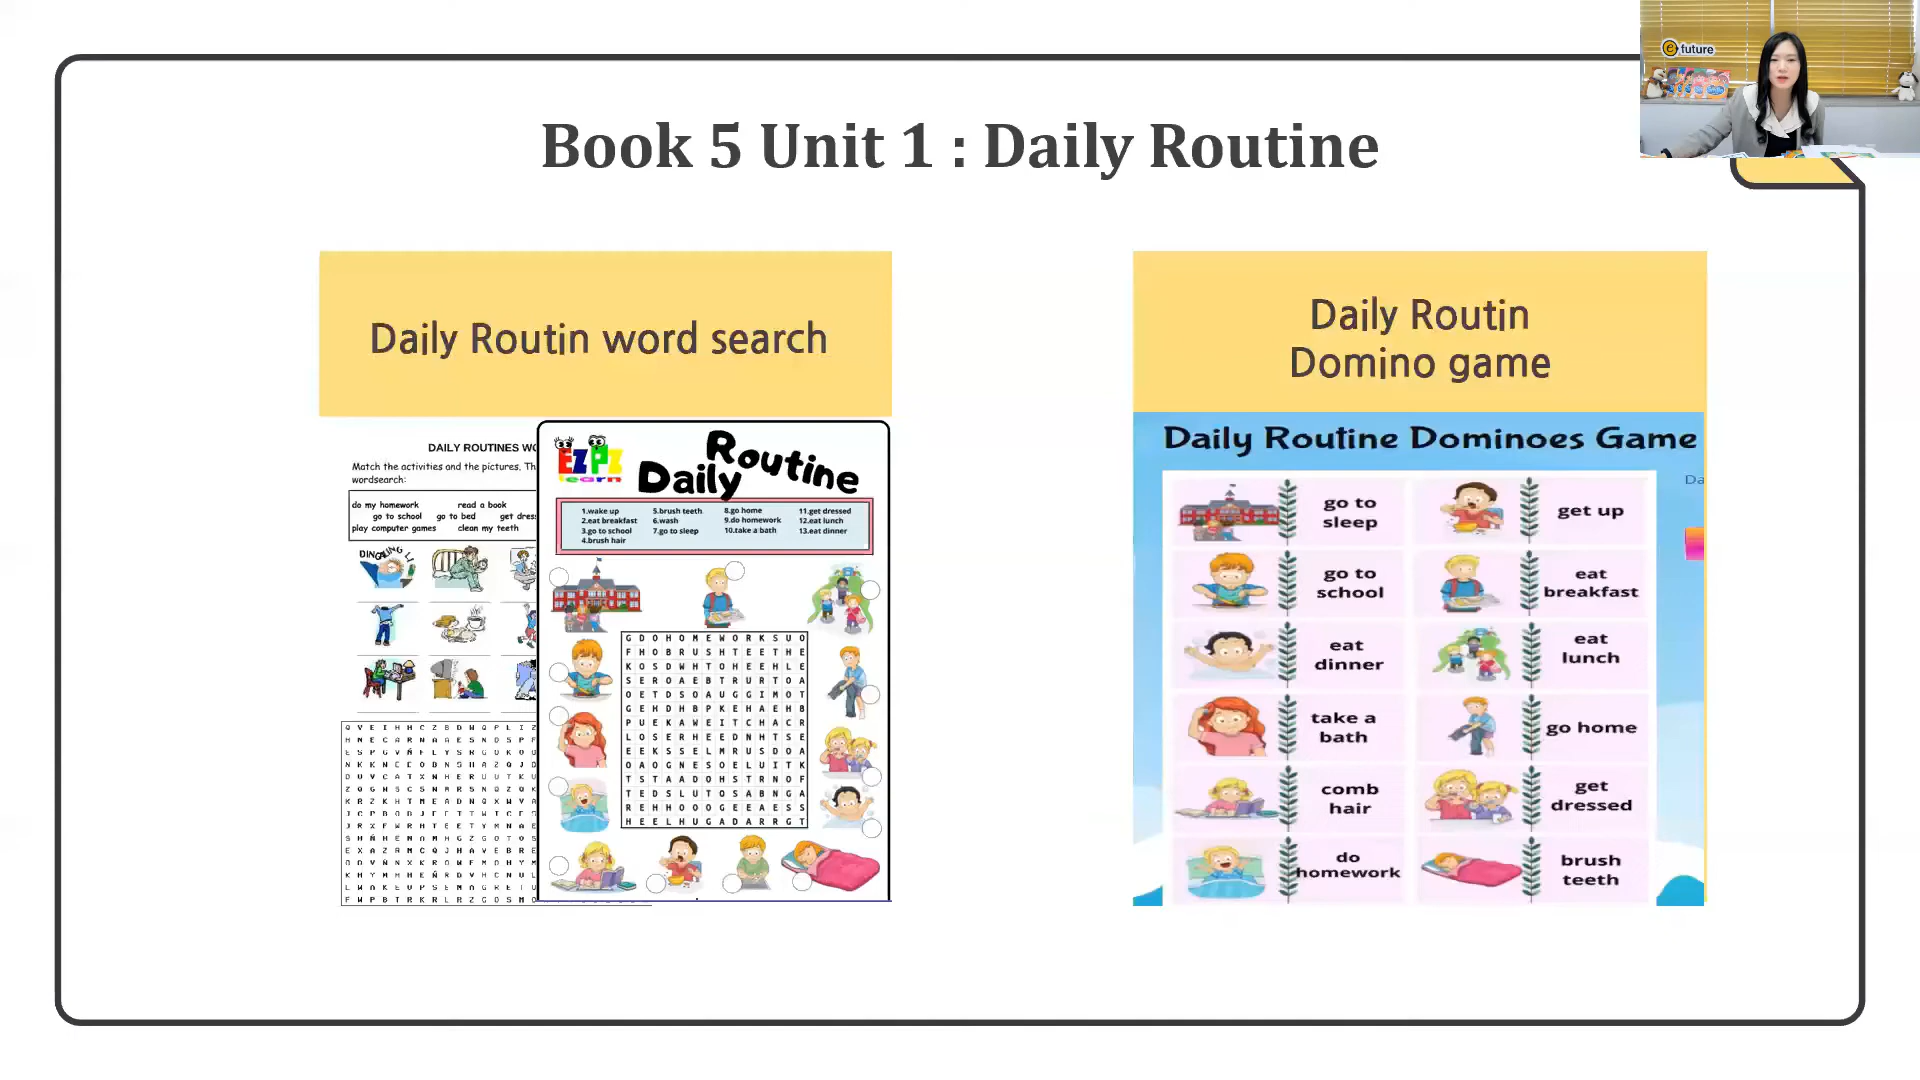 e future
Book 5 Unit 1 : Daily Routine
Daily Routin word search
DAILY ROUTINES WO
Match the activities and the pictures. Th
wordsearch:
do my homework read a book
go to school go to bed get dres
play computer games clean my teeth
EZPZ
learn
Daily Routine
1.wake up 5.brush teeth 8.go home 11.get dressed
2.eat breakfast 6.wash 9.do homework 12.eat lunch
3.go to school 7.go to sleep 10.take a bath 13.eat dinner
4.brush hair
G D O H O M E W O R K S U O
F H O B R U S H T E E T H E
K O S D W H T O H E E H L E
S E R O A E B T R U R T O A
O E T D S O A U G G I M O T
G E H D H B P K E H A E H B
P U E K A W E I T C H A C R
L O S E R H E E D N H T S E
E E K S S E L M R U S D O A
O A O G N E S O E L U I T K
T S T A A D O H S T R N O F
T E D S L U T O S A B N G A
R E H H O O O G E E A E S S
H E E L H U G A D A R R G T
Daily Routin
Domino game
Daily Routine Dominoes Game
Da
go to
sleep
get up
go to
school
eat
breakfast
eat
dinner
eat
lunch
take a
bath
go home
comb
hair
get
dressed
do
homework
brush
teeth